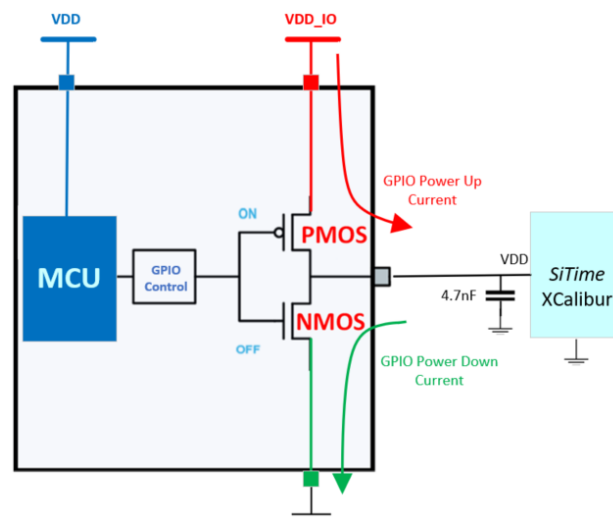 VDD
VDD_IO
GPIO Power Up
Current
ON
PMOS
MCU
GPIO
Control
VDD
SiTime
XCalibur
4.7nF
NMOS
OFF
GPIO Power Down
Current